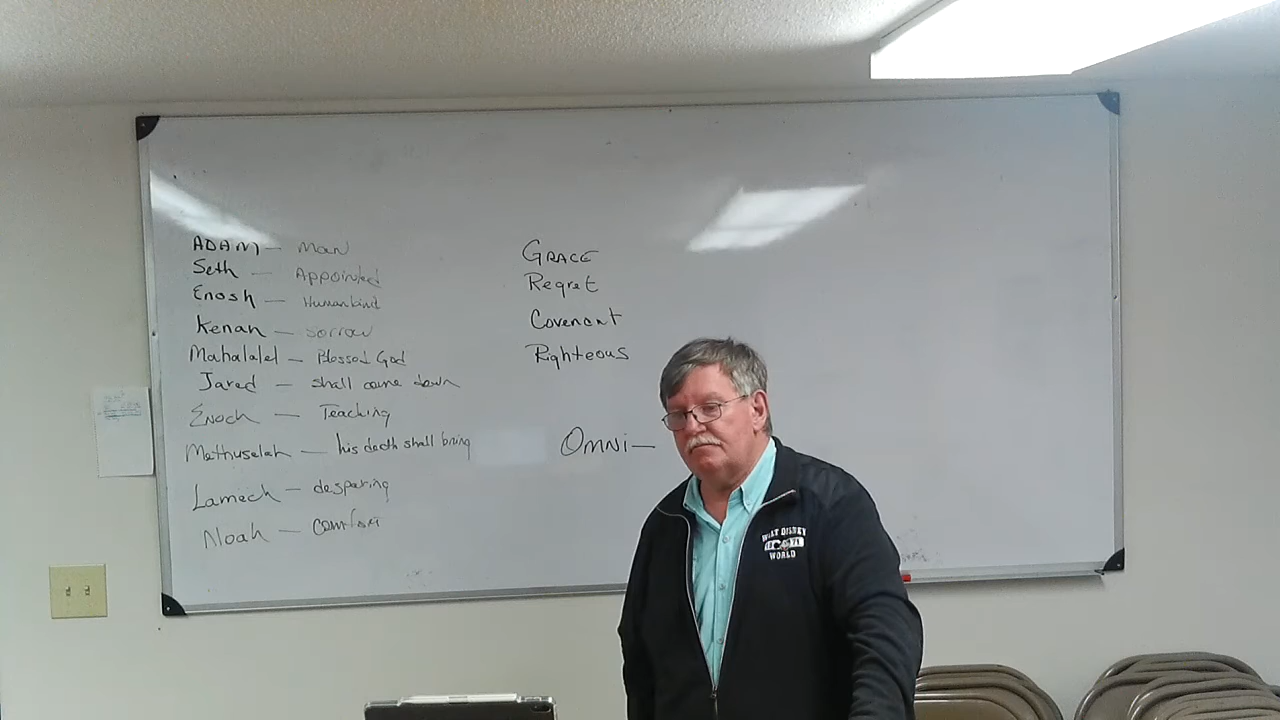 ADAM — Man
Seth — Appointed
Enosh — Humankind
Kenan — Sorrow
Mahalalel — Blessed God
Jared — shall come down
Enoch — Teaching
Methuselah — his death shall bring
Lamech — despairing
Noah — comfort
GRACE
Regret
Covenant
Righteous
Omni—
WALT DISNEY
WORLD